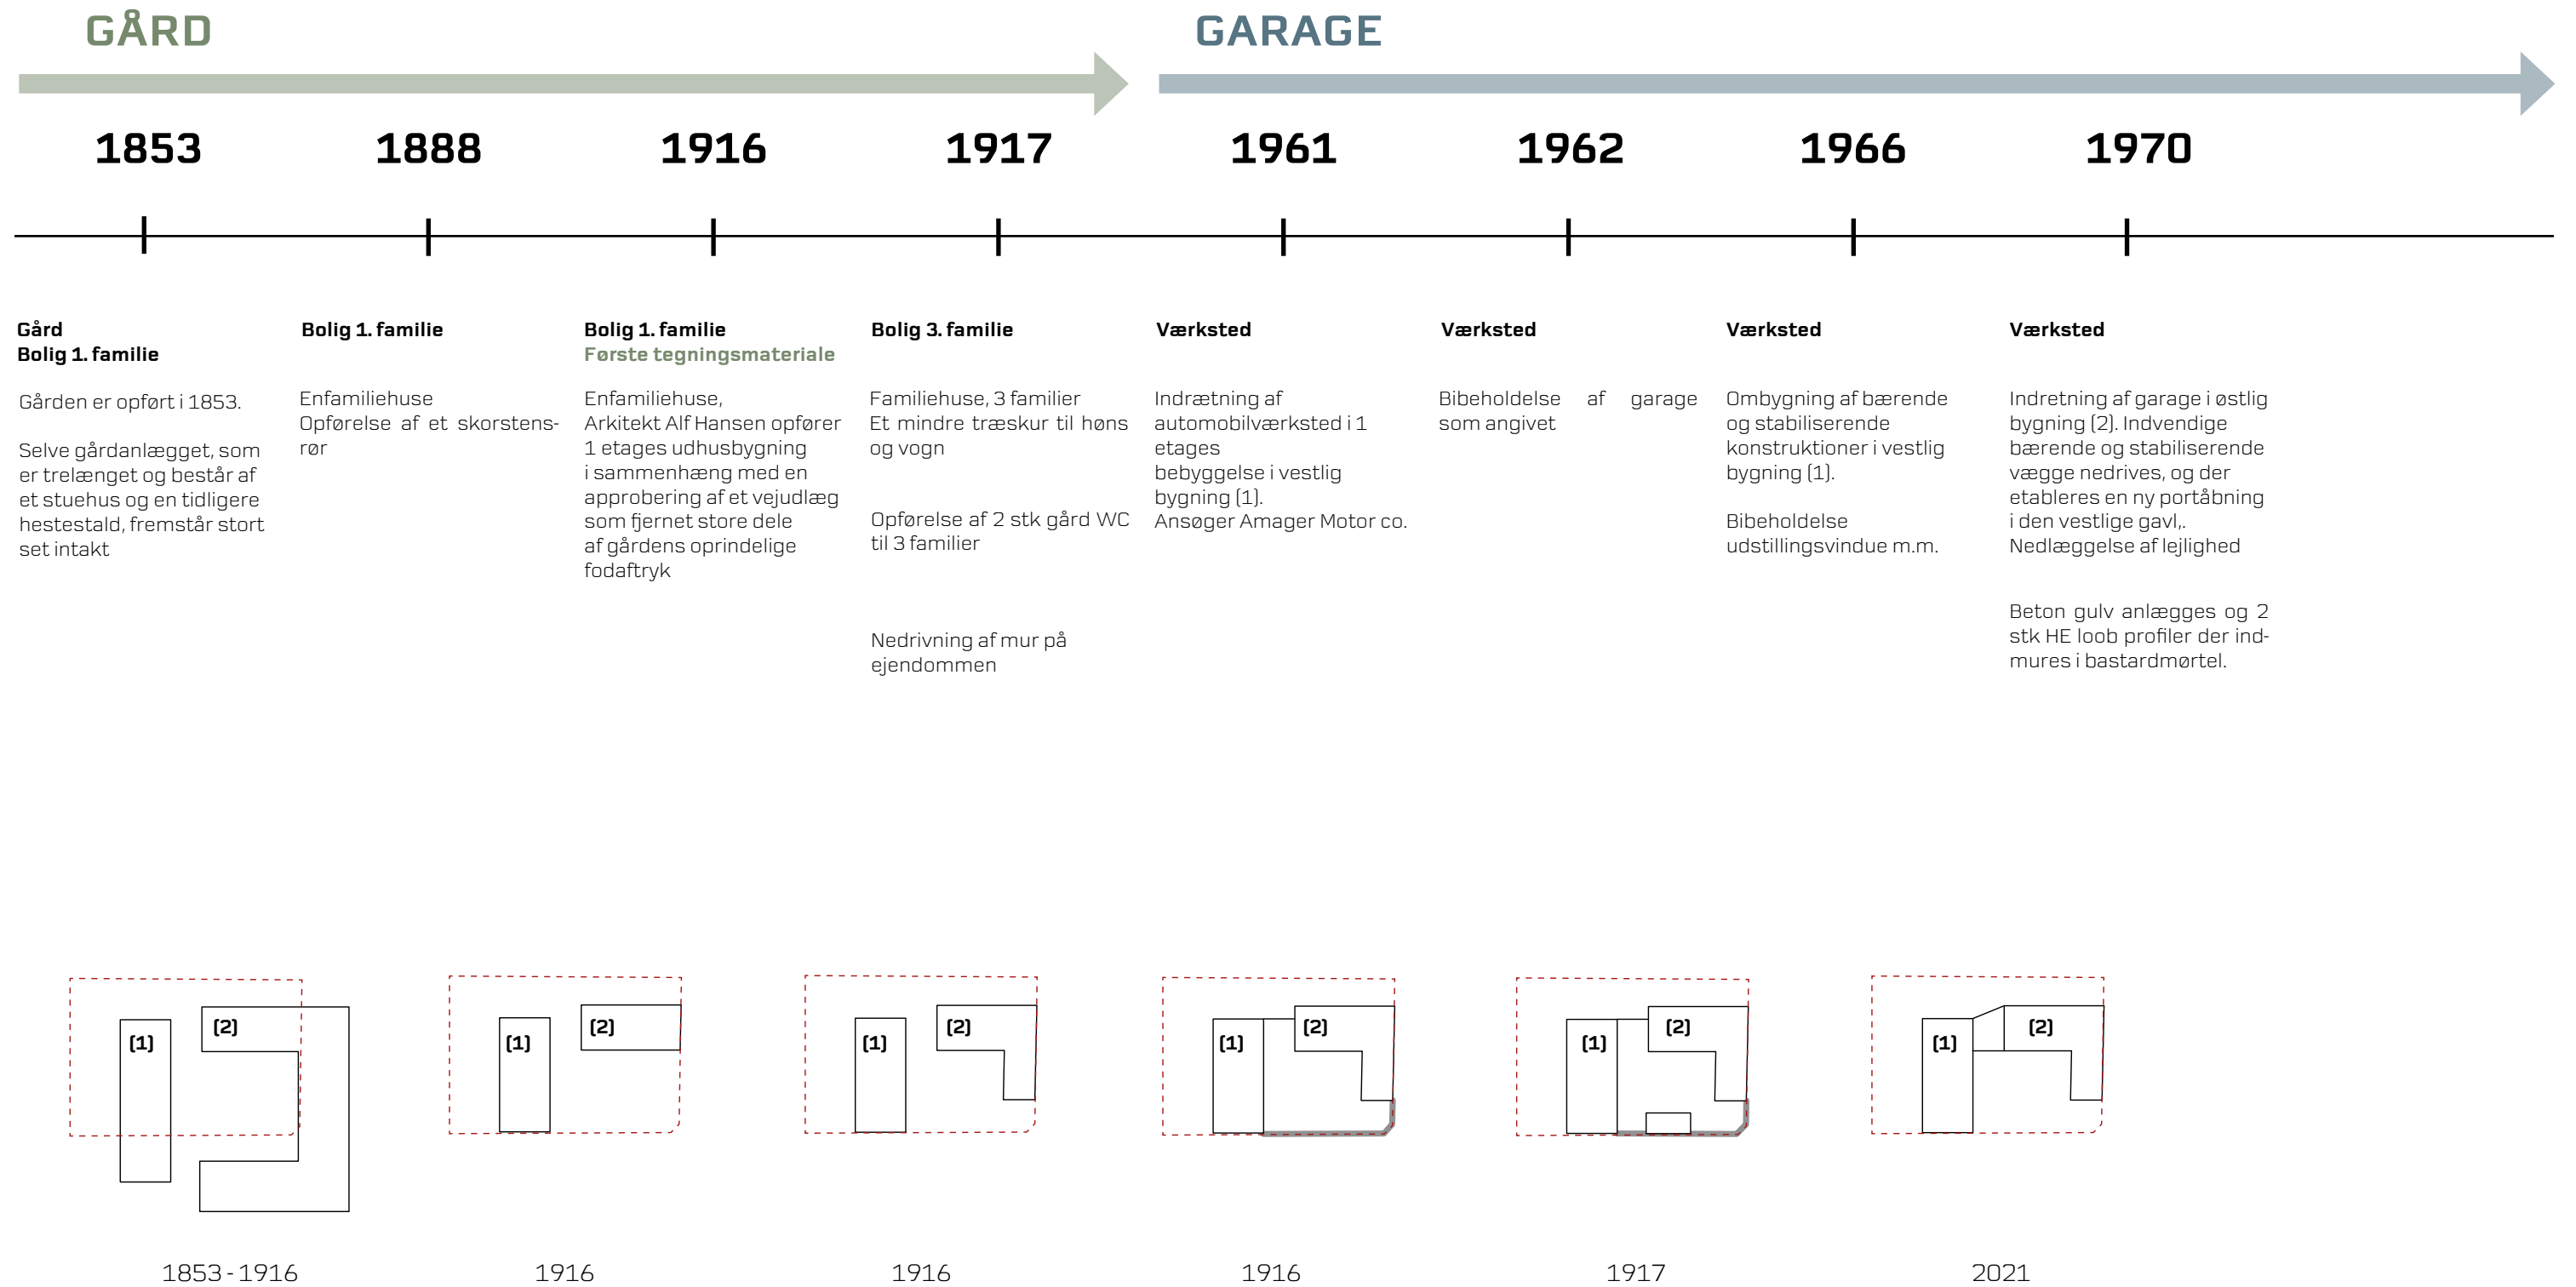 GÅRD
GARAGE
1853
1888
1916
1917
1961
1962
1966
1970
Gård
Bolig 1. familie
Gården er opført i 1853.
Selve gårdanlægget, som
er trelænget og består af
et stuehus og en tidligere
hestestald, fremstår stort
set intakt
Bolig 1. familie
Enfamiliehuse
Opførelse af et skorstens-
rør
Bolig 1. familie
Første tegningsmateriale
Enfamiliehuse,
Arkitekt Alf Hansen opfører
1 etages udhusbygning
i sammenhæng med en
approbering af et vejudlæg
som fjernet store dele
af gårdens oprindelige
fodaftryk
Bolig 3. familie
Familiehuse, 3 familier
Et mindre træskur til høns
og vogn
Opførelse af 2 stk gård WC
til 3 familier
Nedrivning af mur på
ejendommen
Værksted
Indrætning af
automobilværksted i 1
etages
bebyggelse i vestlig
bygning (1).
Ansøger Amager Motor co.
Værksted
Bibeholdelse af garage
som angivet
Værksted
Ombygning af bærende
og stabiliserende
konstruktioner i vestlig
bygning (1).
Bibeholdelse
udstillingsvindue m.m.
Værksted
Indretning af garage i østlig
bygning (2). Indvendige
bærende og stabiliserende
vægge nedrives, og der
etableres en ny portåbning
i den vestlige gavl,.
Nedlæggelse af lejlighed
Beton gulv anlægges og 2
stk HE loob profiler der ind-
mures i bastardmørtel.
(1)
(2)
(1)
(2)
(1)
(2)
(1)
(2)
(1)
(2)
(1)
(2)
1853 - 1916
1916
1916
1916
1917
2021